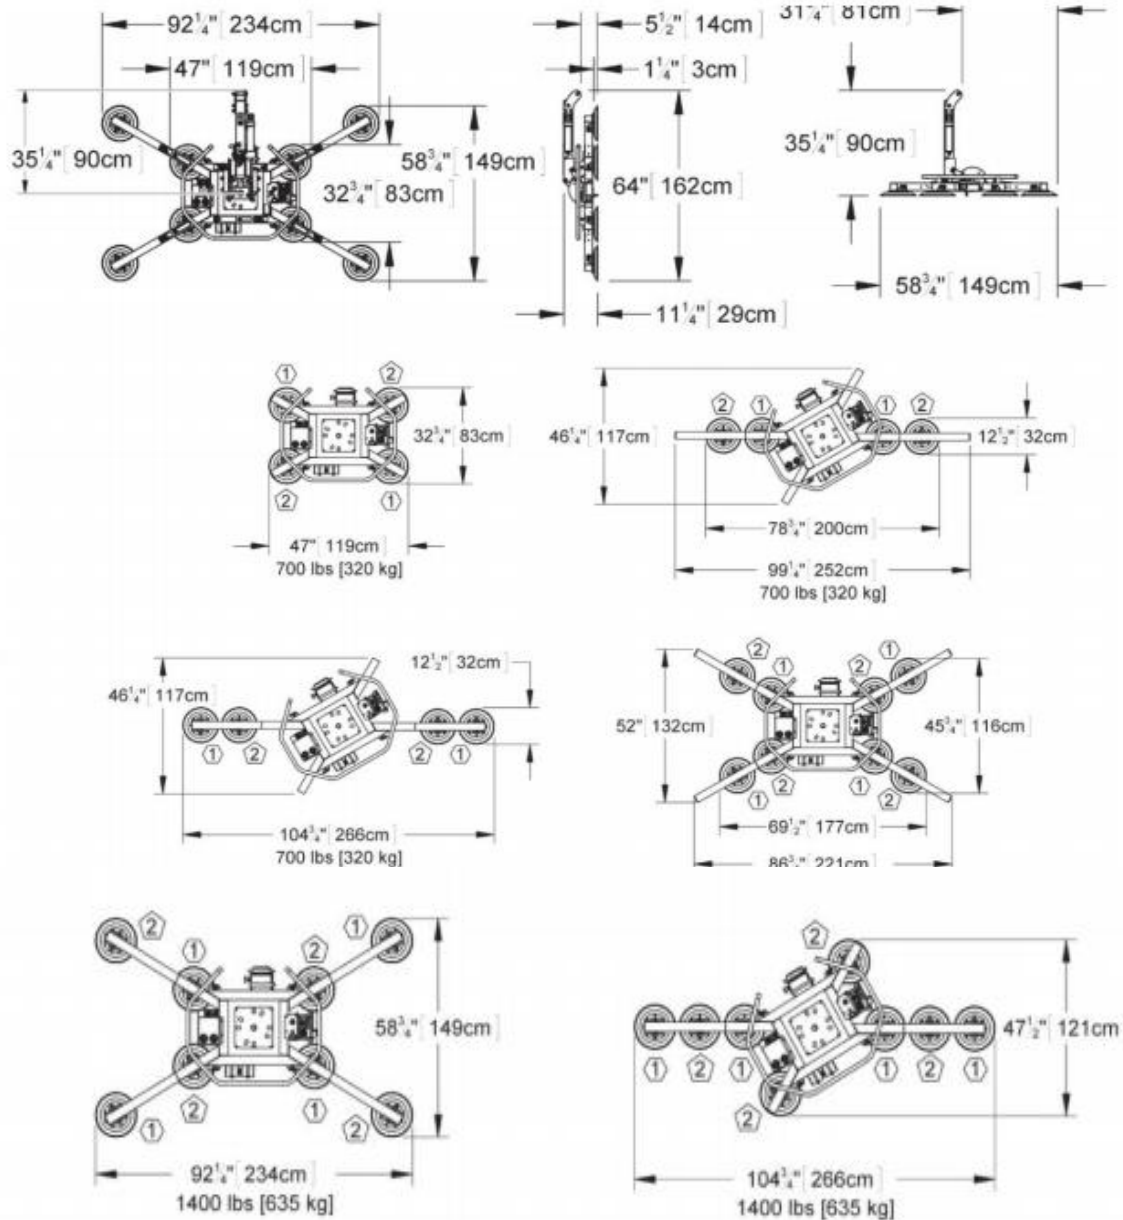 92¼" [ 234cm ]
47" [ 119cm ]
35¼" [ 90cm ]
58¾" [ 149cm ]
32¾" [ 83cm ]
5½" [ 14cm ]
1¼" [ 3cm ]
64" [ 162cm ]
11¼" [ 29cm ]
31¼" [ 81cm ]
35¼" [ 90cm ]
58¾" [ 149cm ]
1 2
32¾" [ 83cm ]
2 1
47" [ 119cm ]
700 lbs [320 kg]
2 1 1 2
46¼" [ 117cm ]
12½" [ 32cm ]
78¾" [ 200cm ]
99¼" [ 252cm ]
700 lbs [320 kg]
12½" [ 32cm ]
46¼" [ 117cm ]
1 2 2 1
104¾" [ 266cm ]
700 lbs [320 kg]
2 1 2 1
52" [ 132cm ]
45¾" [ 116cm ]
1 2 1 2
69½" [ 177cm ]
86¾" [ 221cm ]
2 1 2 1
58¾" [ 149cm ]
1 2 1 2
92¼" [ 234cm ]
1400 lbs [635 kg]
2
47½" [ 121cm
1 2 1 1 2 1
2
104¾" [ 266cm ]
1400 lbs [635 kg]